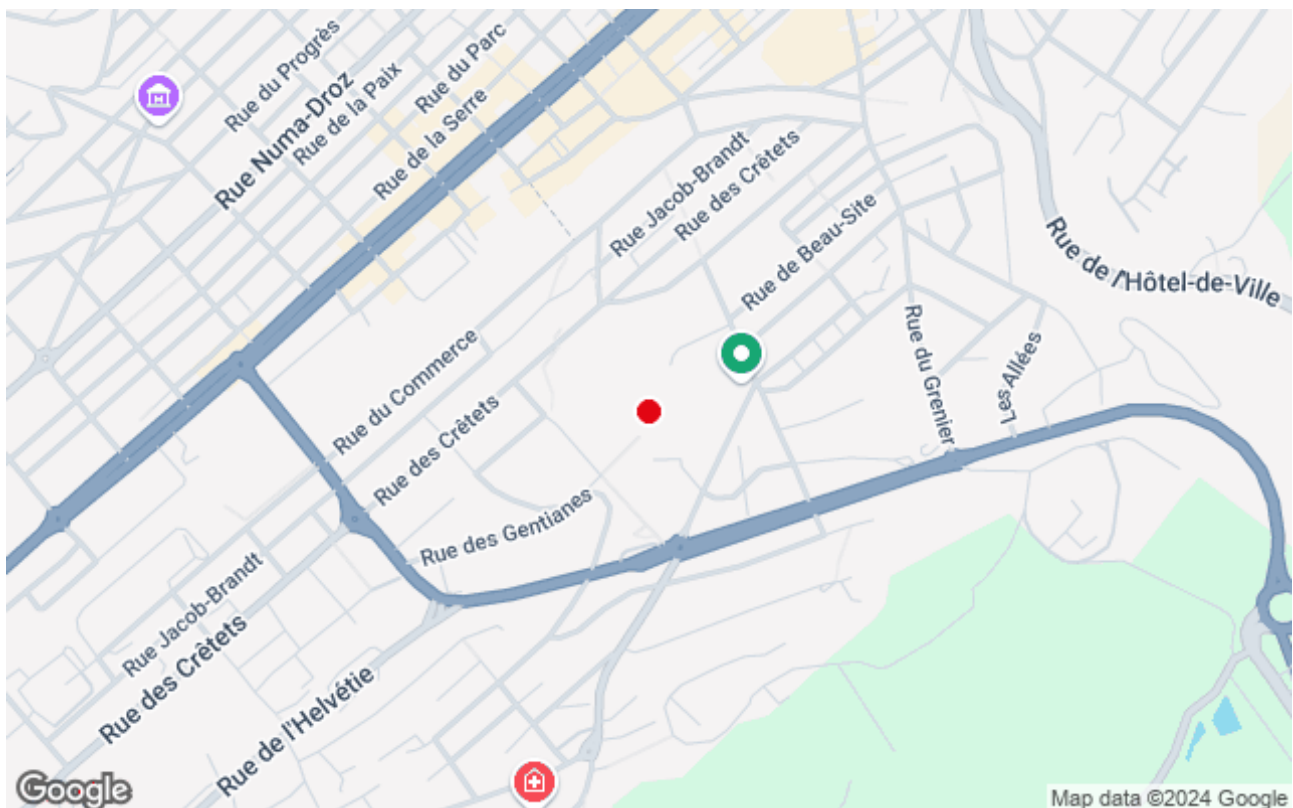 Rue du Progrès
Rue Numa-Droz
Rue de la Paix
Rue du Parc
Rue de la Serre
Rue Jacob-Brandt
Rue des Crêtets
Rue de Beau-Site
Rue de l'Hôtel-de-Ville
Rue du Grenier
Les Allées
Rue du Commerce
Rue des Crêtets
Rue des Gentianes
Rue Jacob-Brandt
Rue des Crêtets
Rue de l'Helvétie
Google
Map data ©2024 Google